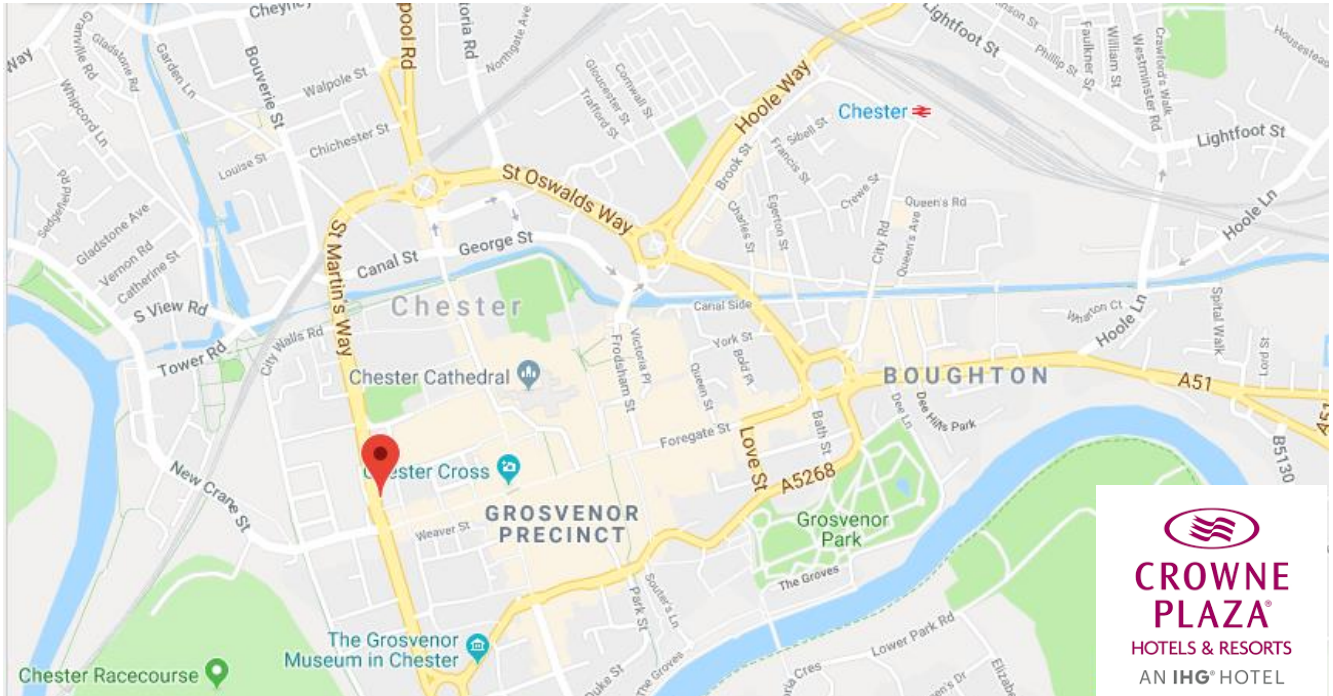 Cheyney
Way
Granville Rd
Gladstone Rd
Garden Ln
Whipcord Ln
Bouverie St
Walpole St
pool Rd
oria Rd
Northgate Ave
Chichester St
Louise St
Sedgefield Rd
Gladstone Ave
Vernon Rd
Catherine St
S View Rd
Tower Rd
City Walls Rd
St Martin's Way
Canal St
George St
St Oswalds Way
Gloucester St
Trafford St
Cornwall St
Hoole Way
Brook St
Sibell St
Francis St
Charles St
Egerton St
Crewe St
City Rd
Queen's Rd
Queen's Ave
Chester
Lightfoot St
Phillip St
Faulkner St
William St
Westminster Rd
Crawford's Walk
Lightfoot St
Hoole Ln
Hoole Ln
Wharton Ct
Spital Walk
Lord St
Chester
Chester Cathedral
Canal Side
York St
Bold Pl
Queen St
Victoria Pl
Frodsham St
Foregate St
Love St
Bath St
BOUGHTON
Dee Ln
Dee Hills Park
A51
A51
B5130
A5268
New Crane St
Chester Cross
Weaver St
GROSVENOR
PRECINCT
Grosvenor
Park
The Groves
Souter's Ln
Park St
Duke St
The Groves
Lower Park Rd
The Grosvenor
Museum in Chester
Chester Racecourse
CROWNE
PLAZA®
HOTELS & RESORTS
AN IHG® HOTEL